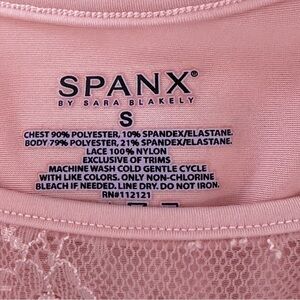 SPANX®
BY SARA BLAKELY
S
CHEST 90% POLYESTER, 10% SPANDEX/ELASTANE.
BODY 79% POLYESTER, 21% SPANDEX/ELASTANE.
LACE 100% NYLON
EXCLUSIVE OF TRIMS
MACHINE WASH COLD GENTLE CYCLE
WITH LIKE COLORS. ONLY NON-CHLORINE
BLEACH IF NEEDED. LINE DRY. DO NOT IRON.
RN#112121